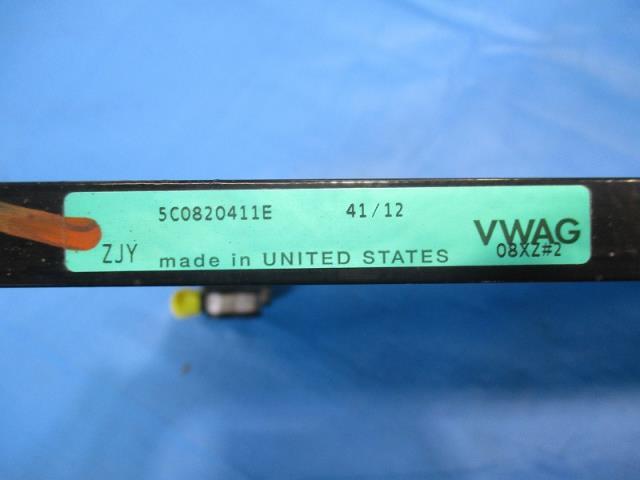 5C0820411E 41/12
VWAG
ZJY made in UNITED STATES 08XZ#2